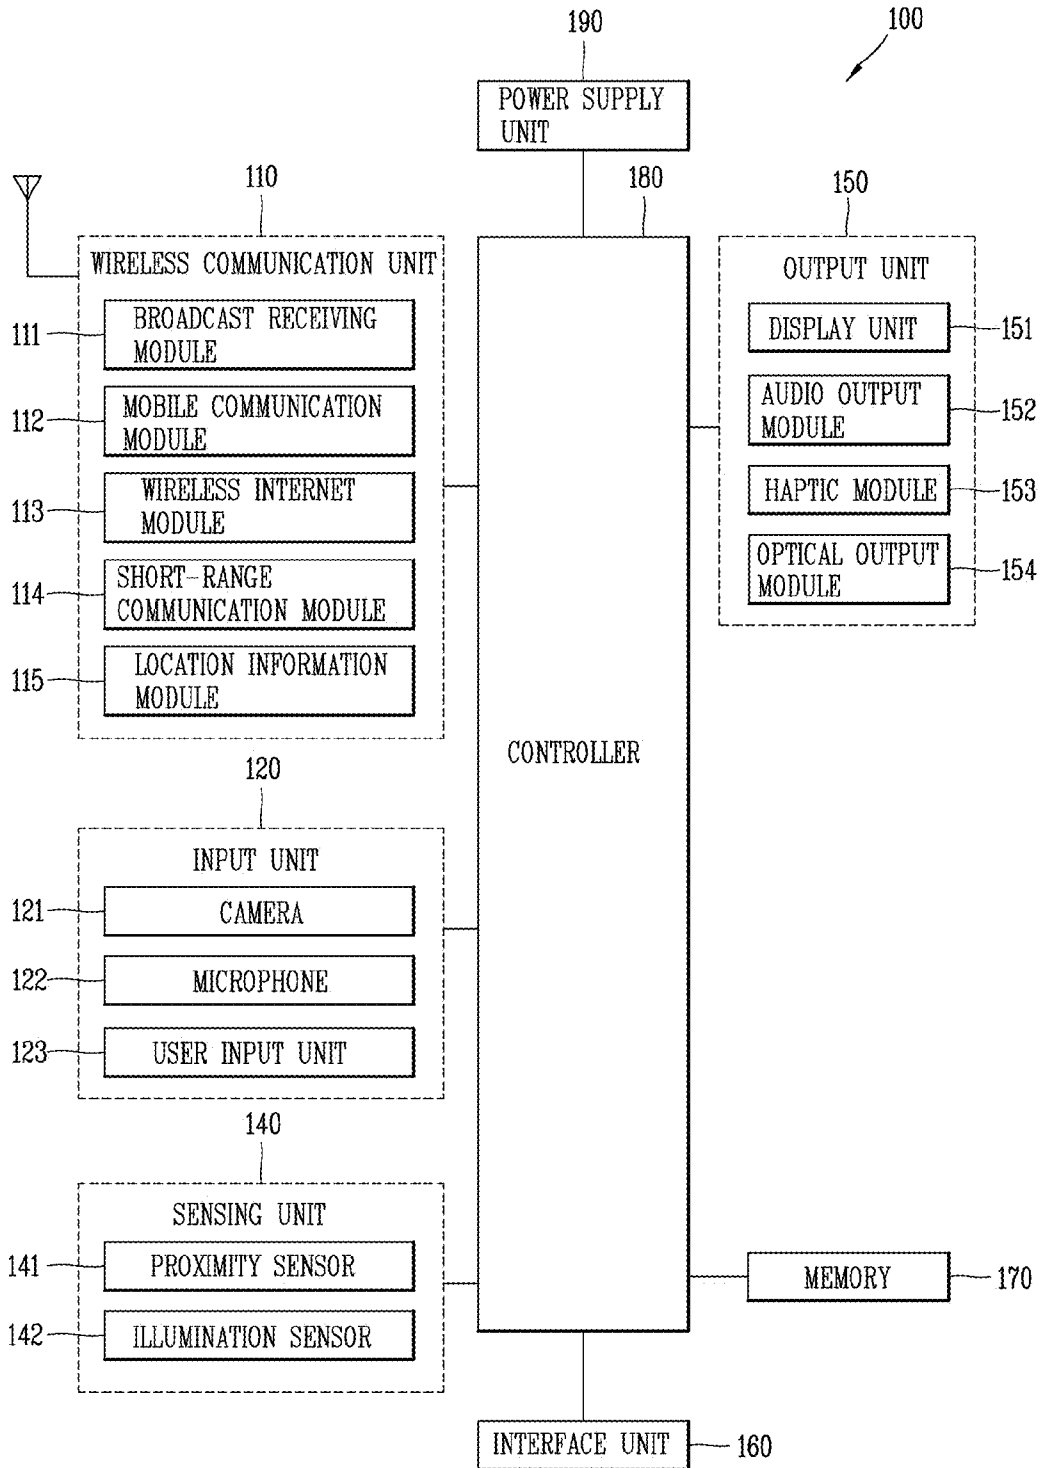 190
100
POWER SUPPLY
UNIT
110
180
150
WIRELESS COMMUNICATION UNIT
111
BROADCAST RECEIVING
MODULE
112
MOBILE COMMUNICATION
MODULE
113
WIRELESS INTERNET
MODULE
114
SHORT-RANGE
COMMUNICATION MODULE
115
LOCATION INFORMATION
MODULE
OUTPUT UNIT
DISPLAY UNIT
151
AUDIO OUTPUT
MODULE
152
HAPTIC MODULE
153
OPTICAL OUTPUT
MODULE
154
CONTROLLER
120
INPUT UNIT
121
CAMERA
122
MICROPHONE
123
USER INPUT UNIT
140
SENSING UNIT
141
PROXIMITY SENSOR
142
ILLUMINATION SENSOR
MEMORY
170
INTERFACE UNIT
160